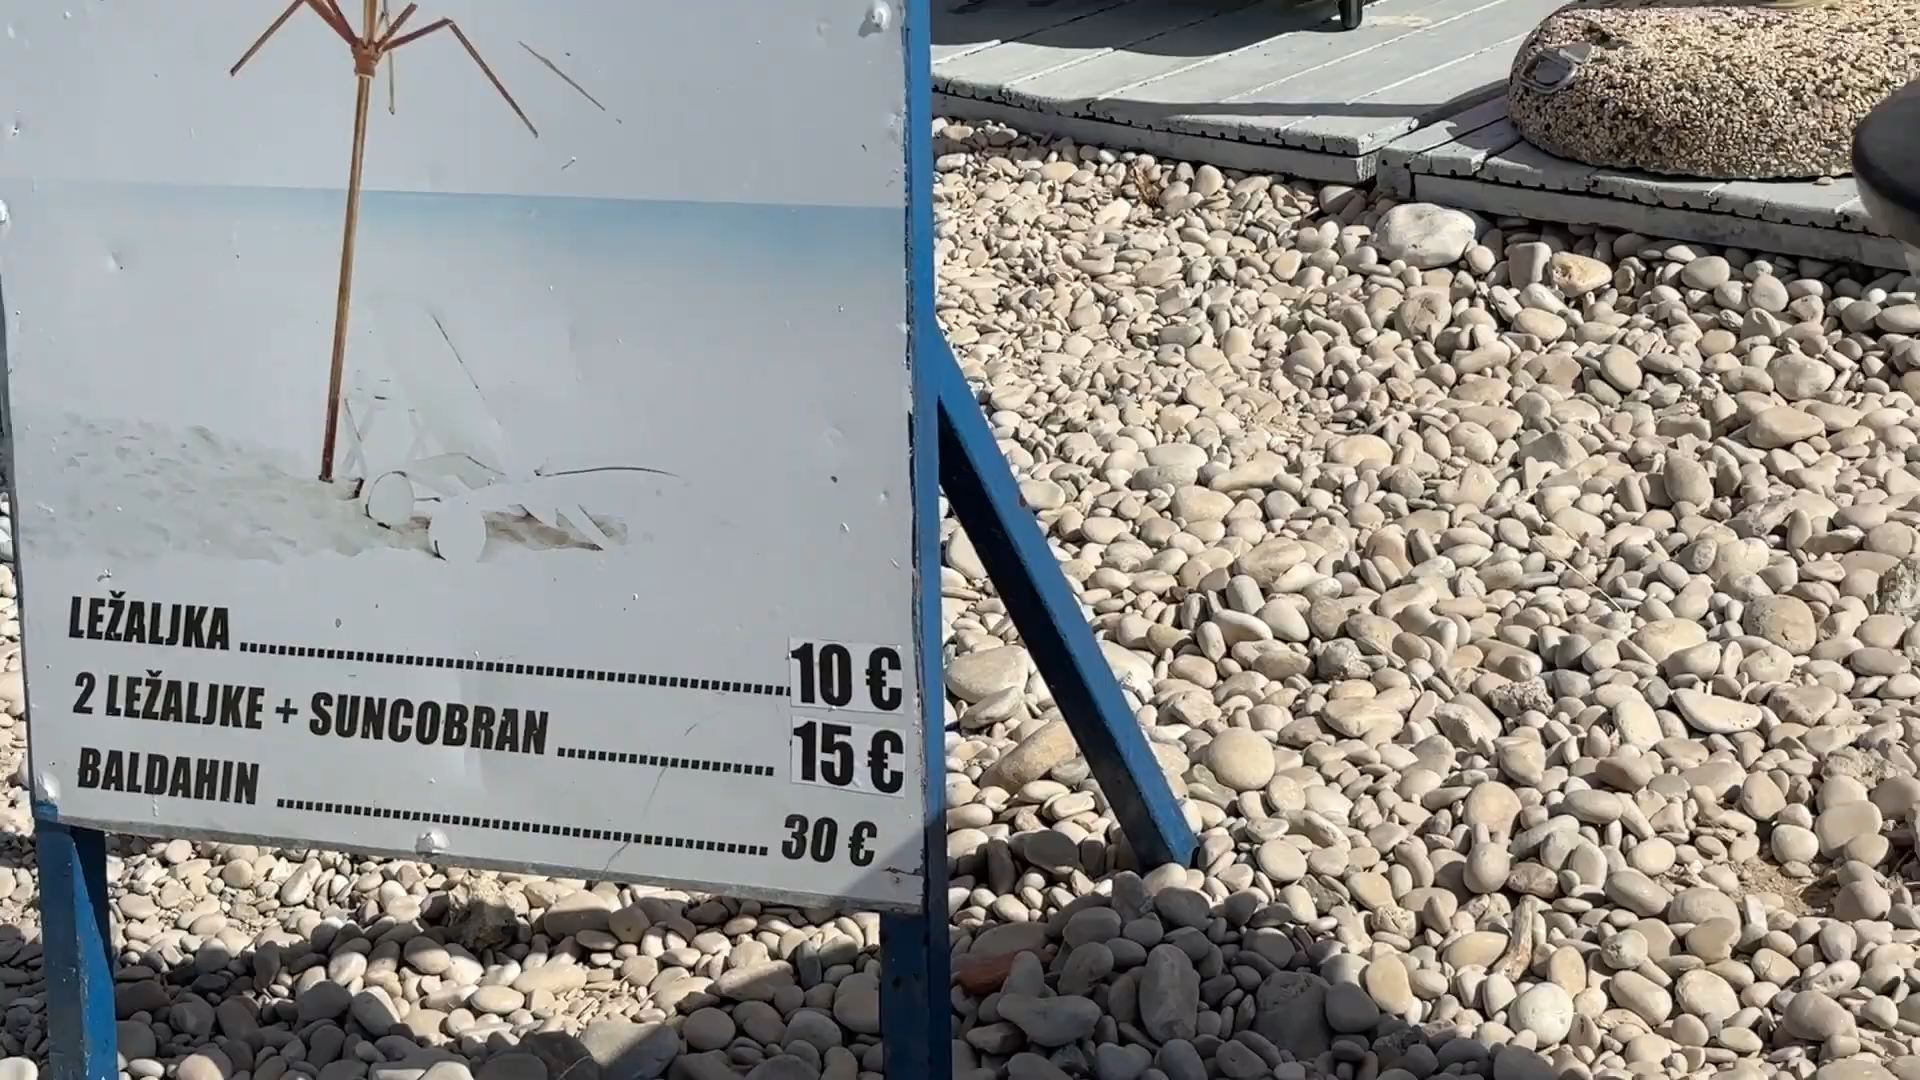 LEŽALJKA ........................ 10 €
2 LEŽALJKE + SUNCOBRAN ........................ 15 €
BALDAHIN ........................ 30 €